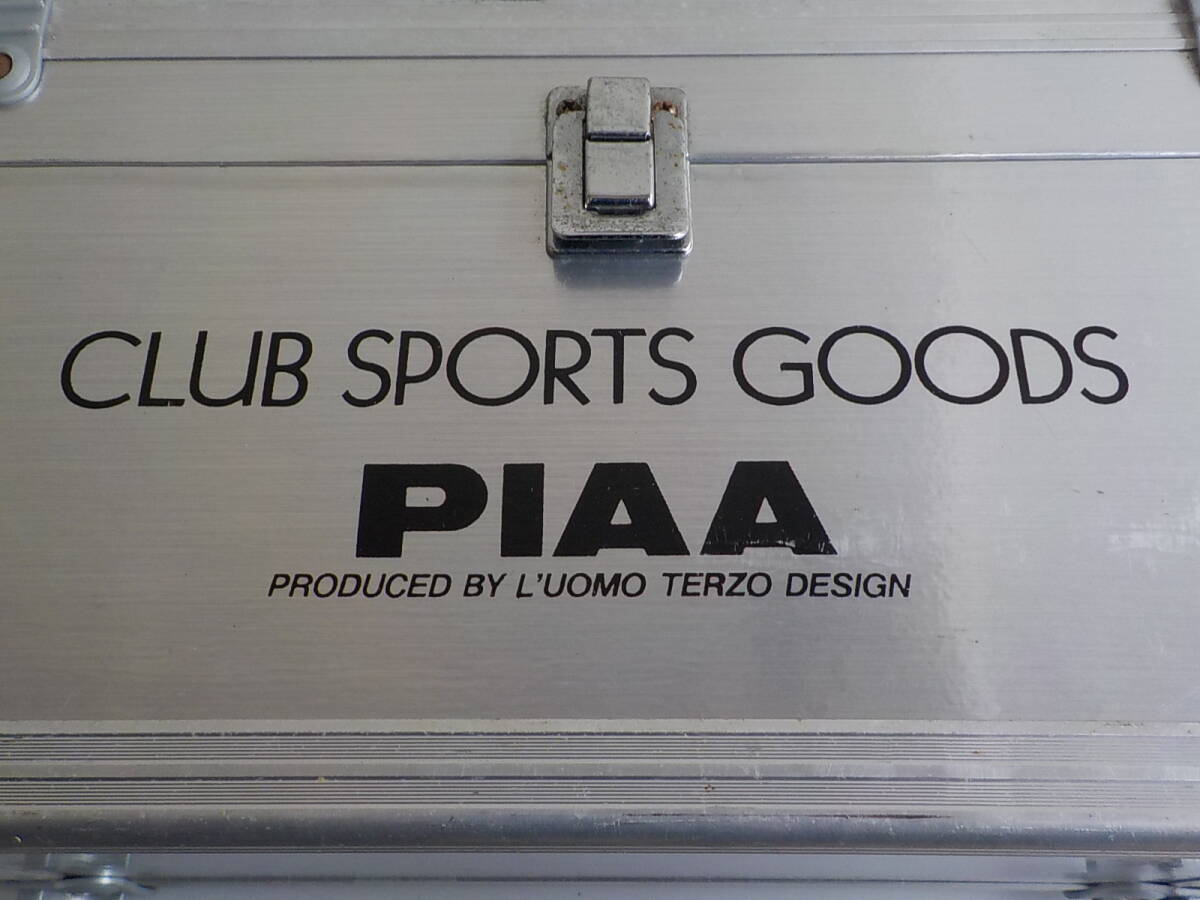 CLUB SPORTS GOODS
PIAA
PRODUCED BY L'UOMO TERZO DESIGN